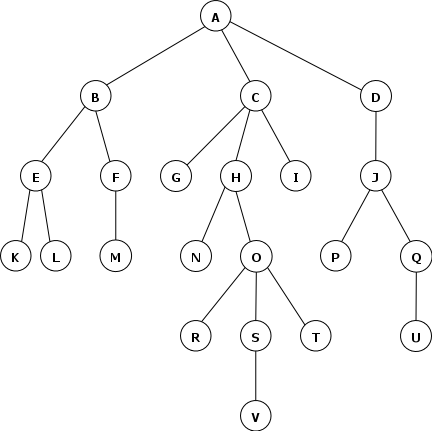 A
B C D
E F G H I J
K L M N O P Q
R S T U
V